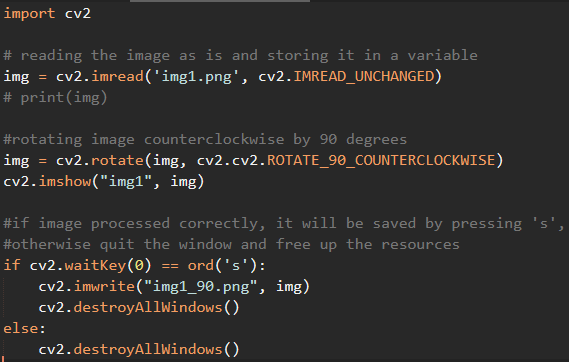 import cv2
# reading the image as is and storing it in a variable
img = cv2.imread('img1.png', cv2.IMREAD_UNCHANGED)
# print(img)
#rotating image counterclockwise by 90 degrees
img = cv2.rotate(img, cv2.cv2.ROTATE_90_COUNTERCLOCKWISE)
cv2.imshow("img1", img)
#if image processed correctly, it will be saved by pressing 's',
#otherwise quit the window and free up the resources
if cv2.waitKey(0) == ord('s'):
    cv2.imwrite("img1_90.png", img)
    cv2.destroyAllWindows()
else:
    cv2.destroyAllWindows()